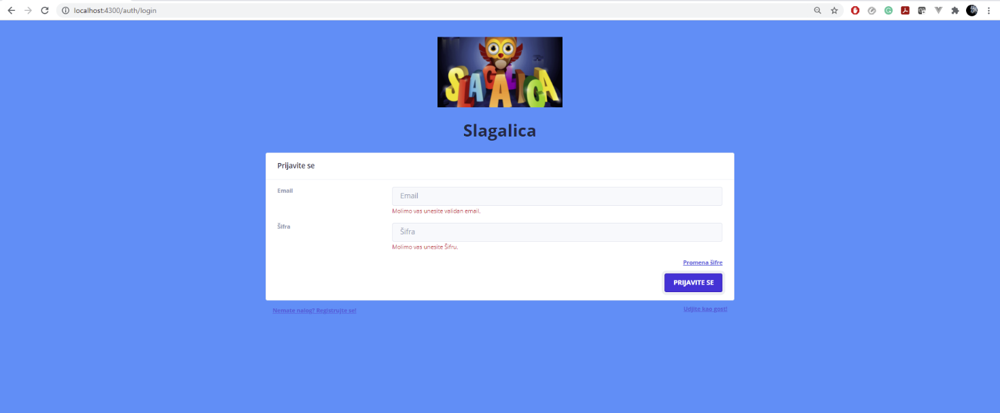 localhost:4300/auth/login
SLAGALICA
Slagalica
Prijavite se
Email
Email
Molimo vas unesite validan email.
Šifra
Šifra
Molimo vas unesite Šifru.
Promena šifre
PRIJAVITE SE
Nemate nalog? Registrujte se!
Udjite kao gost!